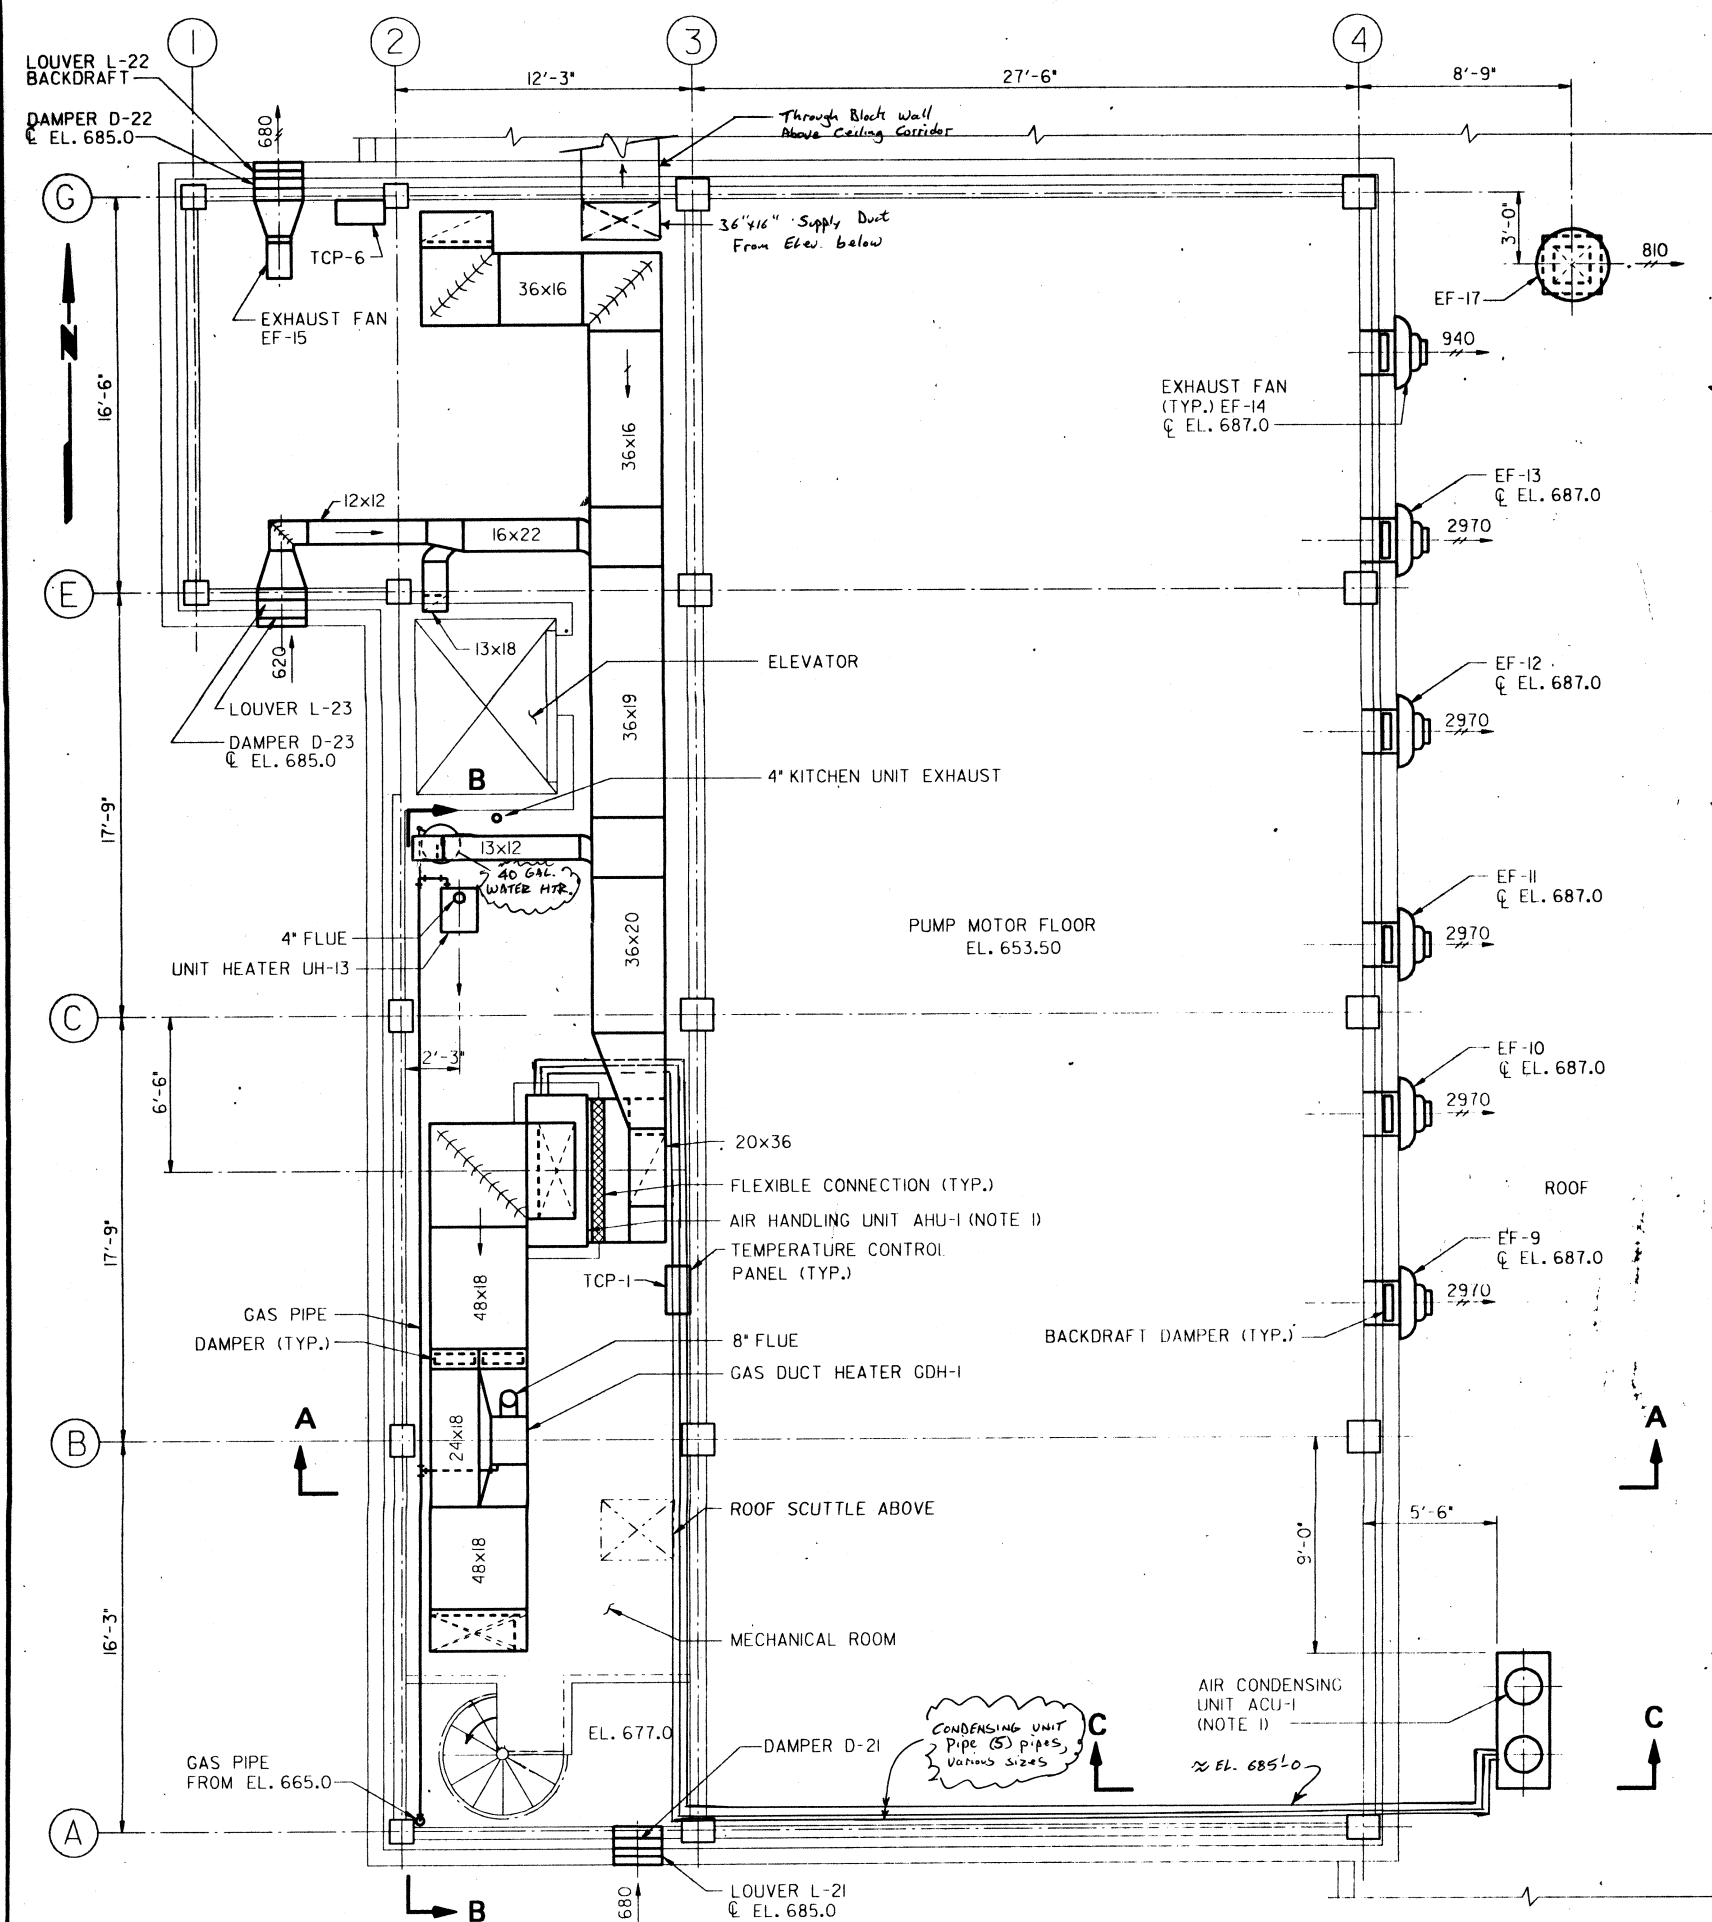 1
2
3
4
LOUVER L-22
BACKDRAFT
12'-3"
27'-6"
8'-9"
DAMPER D-22
℄ EL. 685.0
680
Through Block Wall
Above Ceiling Corridor
G
TCP-6
36"x16" Supply Duct
From Elev. below
3'-0"
810
EF-17
N
36x16
EXHAUST FAN
EF-15
940
16'-6"
36x16
EXHAUST FAN
(TYP.) EF-14
℄ EL. 687.0
EF-13
℄ EL. 687.0
2970
12x12
16x22
E
13x18
620
ELEVATOR
EF-12
℄ EL. 687.0
2970
LOUVER L-23
DAMPER D-23
℄ EL. 685.0
36x19
B
4" KITCHEN UNIT EXHAUST
17'-9"
13x12
40 GAL.
WATER HTR.
EF-11
℄ EL. 687.0
2970
4" FLUE
UNIT HEATER UH-13
36x20
PUMP MOTOR FLOOR
EL. 653.50
C
2'-3"
6'-6"
EF-10
℄ EL. 687.0
2970
20x36
FLEXIBLE CONNECTION (TYP.)
AIR HANDLING UNIT AHU-1 (NOTE 1)
ROOF
17'-9"
TEMPERATURE CONTROL
PANEL (TYP.)
TCP-1
EF-9
℄ EL. 687.0
2970
48x18
GAS PIPE
DAMPER (TYP.)
8" FLUE
BACKDRAFT DAMPER (TYP.)
GAS DUCT HEATER GDH-1
A
A
B
24x18
ROOF SCUTTLE ABOVE
5'-6"
9'-0"
48x18
16'-3"
MECHANICAL ROOM
AIR CONDENSING
UNIT ACU-1
(NOTE 1)
EL. 677.0
CONDENSING UNIT
Pipe (5) pipes,
various sizes
C
C
DAMPER D-21
≈ EL. 685'-0
GAS PIPE
FROM EL. 665.0
A
B
680
LOUVER L-21
℄ EL. 685.0